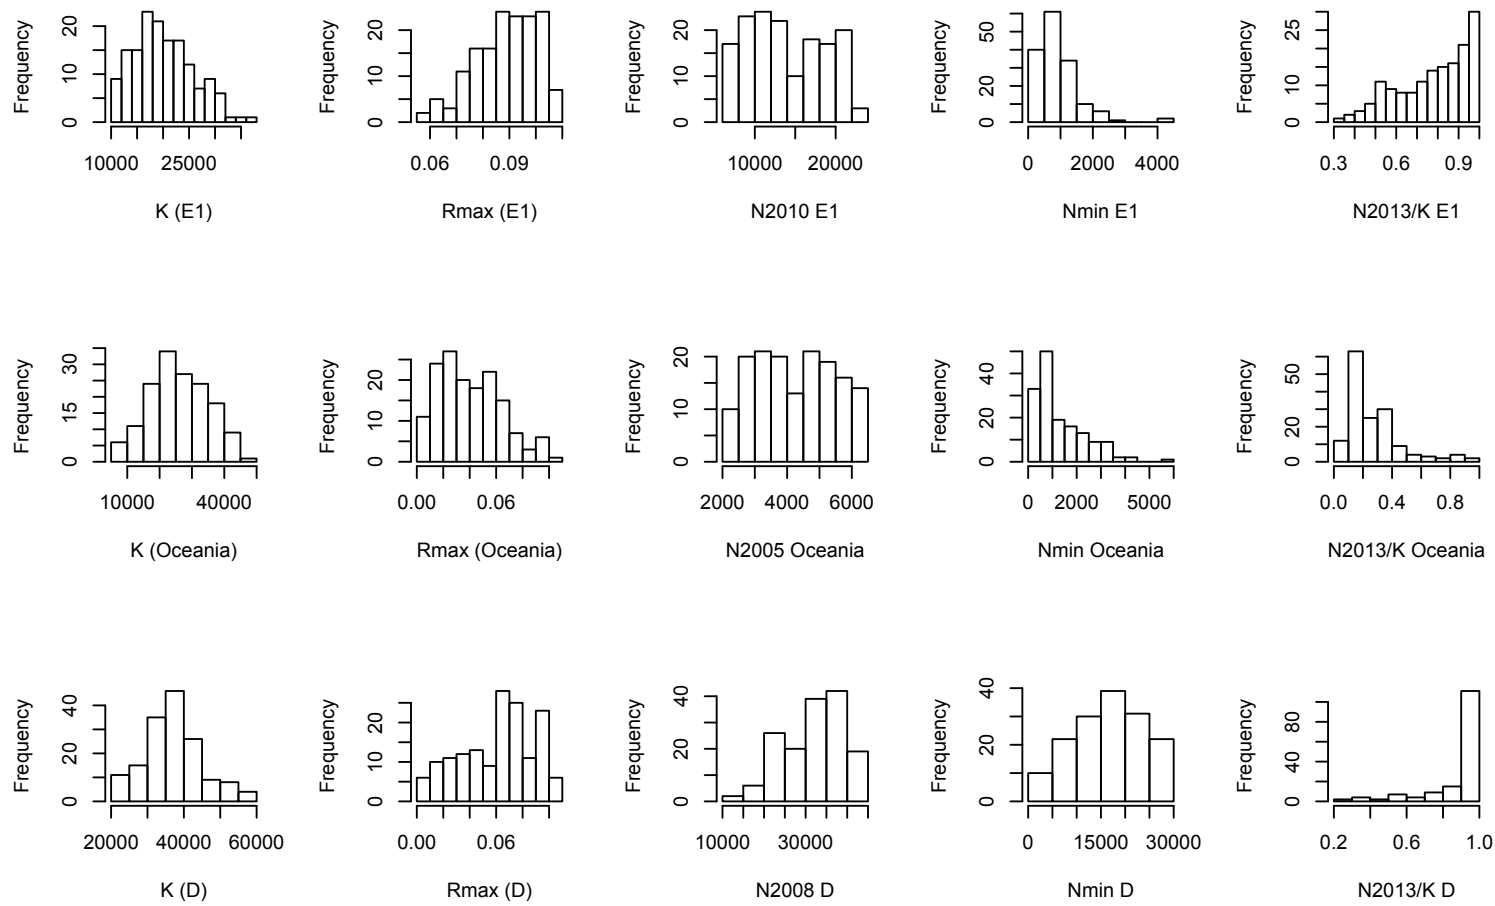 Frequency
0 10 20
10000 25000
K (E1)
Frequency
0 10 20
0.06 0.09
Rmax (E1)
Frequency
0 10 20
10000 20000
N2010 E1
Frequency
0 20 50
0 2000 4000
Nmin E1
Frequency
0 10 25
0.3 0.6 0.9
N2013/K E1
Frequency
0 15 30
10000 40000
K (Oceania)
Frequency
0 10 20
0.00 0.06
Rmax (Oceania)
Frequency
0 10 20
2000 4000 6000
N2005 Oceania
Frequency
0 20 40
0 2000 5000
Nmin Oceania
Frequency
0 20 50
0.0 0.4 0.8
N2013/K Oceania
Frequency
0 20 40
20000 40000 60000
K (D)
Frequency
0 10 20
0.00 0.06
Rmax (D)
Frequency
0 20 40
10000 30000
N2008 D
Frequency
0 20 40
0 15000 30000
Nmin D
Frequency
0 40 80
0.2 0.6 1.0
N2013/K D